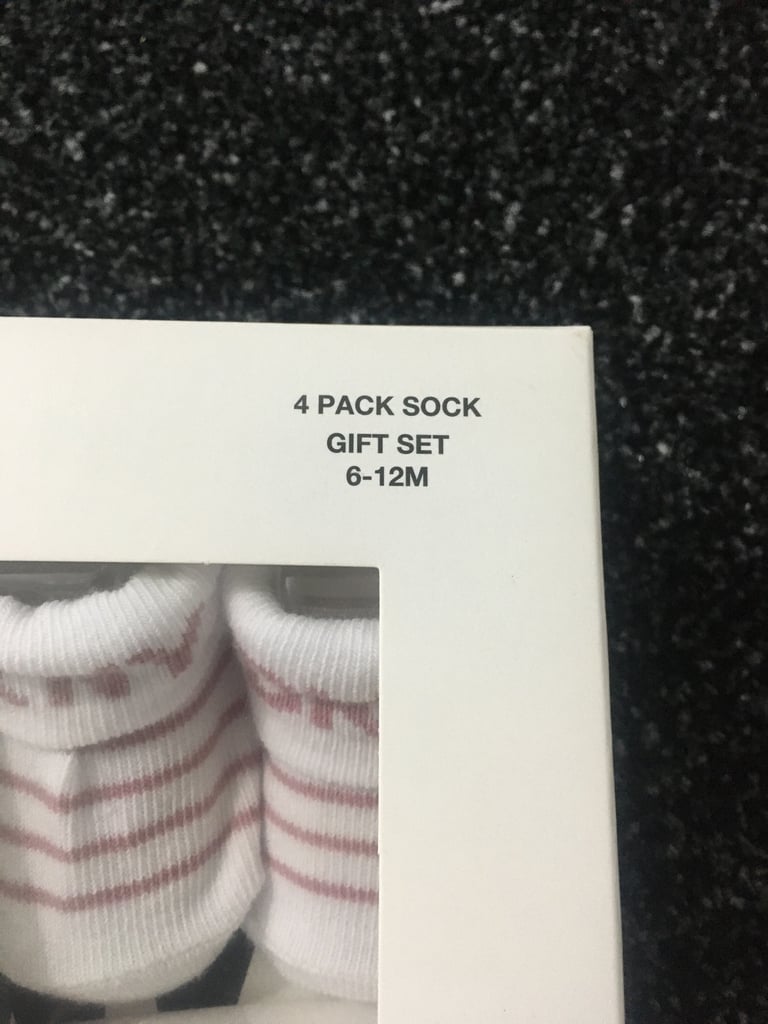 4 PACK SOCK
GIFT SET
6-12M